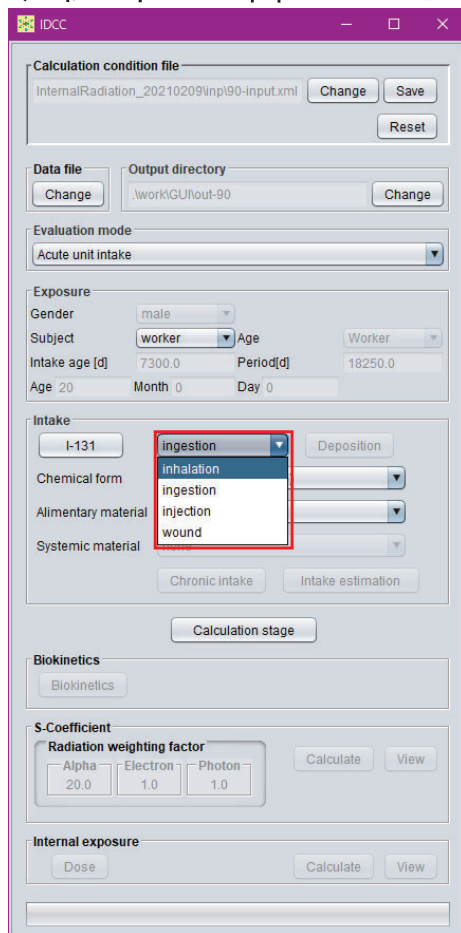 IDCC
Calculation condition file
InternalRadiation_20210209\inp\90-input.xml Change Save
Reset
Data file Output directory
Change .\work\GUI\out-90 Change
Evaluation mode
Acute unit intake
Exposure
Gender male
Subject worker Age Worker
Intake age [d] 7300.0 Period[d] 18250.0
Age 20 Month 0 Day 0
Intake
I-131 ingestion Deposition
inhalation
Chemical form
ingestion
Alimentary material injection
wound
Systemic material
Chronic intake Intake estimation
Calculation stage
Biokinetics
Biokinetics
S-Coefficient
Radiation weighting factor
Alpha Electron Photon Calculate View
20.0 1.0 1.0
Internal exposure
Dose Calculate View